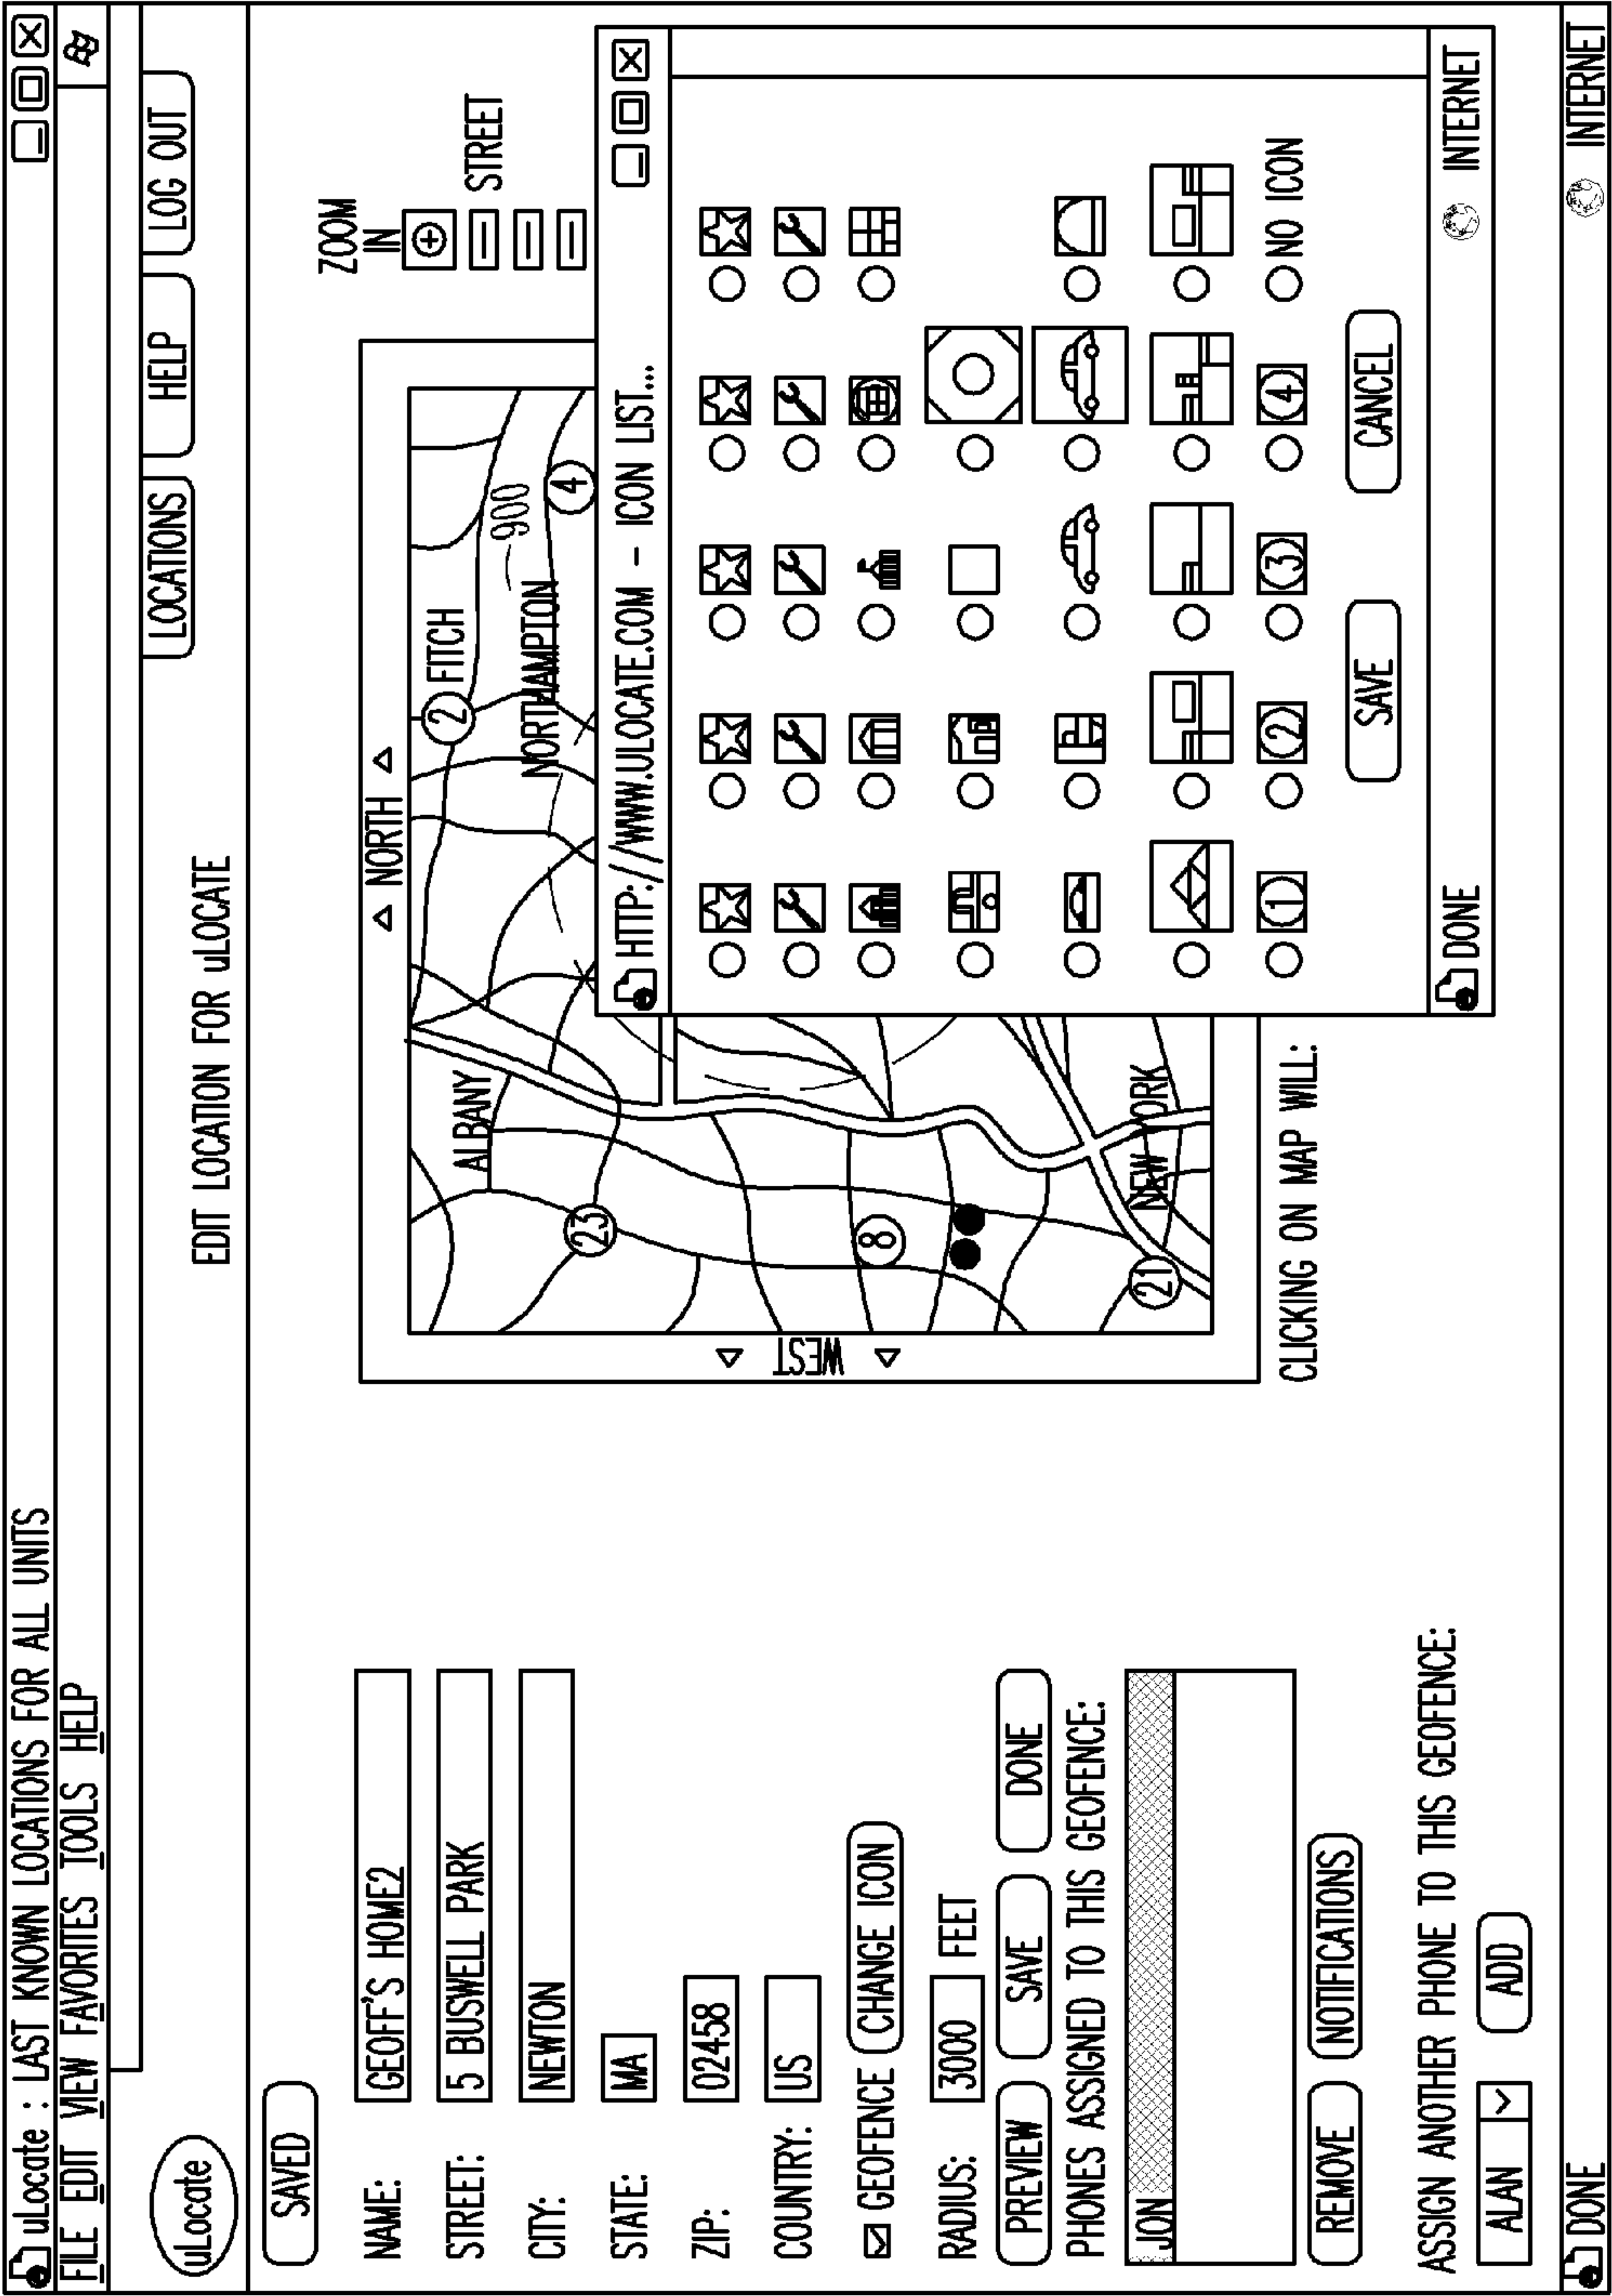 uLocate : LAST KNOWN LOCATIONS FOR ALL UNITS
FILE EDIT VIEW FAVORITES TOOLS HELP
uLocate
LOCATIONS HELP LOG OUT
EDIT LOCATION FOR uLOCATE
SAVED
NAME: GEOFF'S HOME2
STREET: 5 BUSWELL PARK
CITY: NEWTON
STATE: MA
ZIP: 02458
COUNTRY: US
GEOFENCE CHANGE ICON
RADIUS: 3000 FEET
PREVIEW SAVE DONE
PHONES ASSIGNED TO THIS GEOFENCE:
JON
REMOVE NOTIFICATIONS
ASSIGN ANOTHER PHONE TO THIS GEOFENCE:
ALAN ADD
NORTH
WEST
ALBANY
2 FITCH
900
NORTHAMPTON
4
23
8
21
NEW YORK
CLICKING ON MAP WILL:
ZOOM
IN
STREET
HTTP://WWW.ULOCATE.COM - ICON LIST...
1 2 3 4 NO ICON
SAVE CANCEL
DONE INTERNET
DONE INTERNET